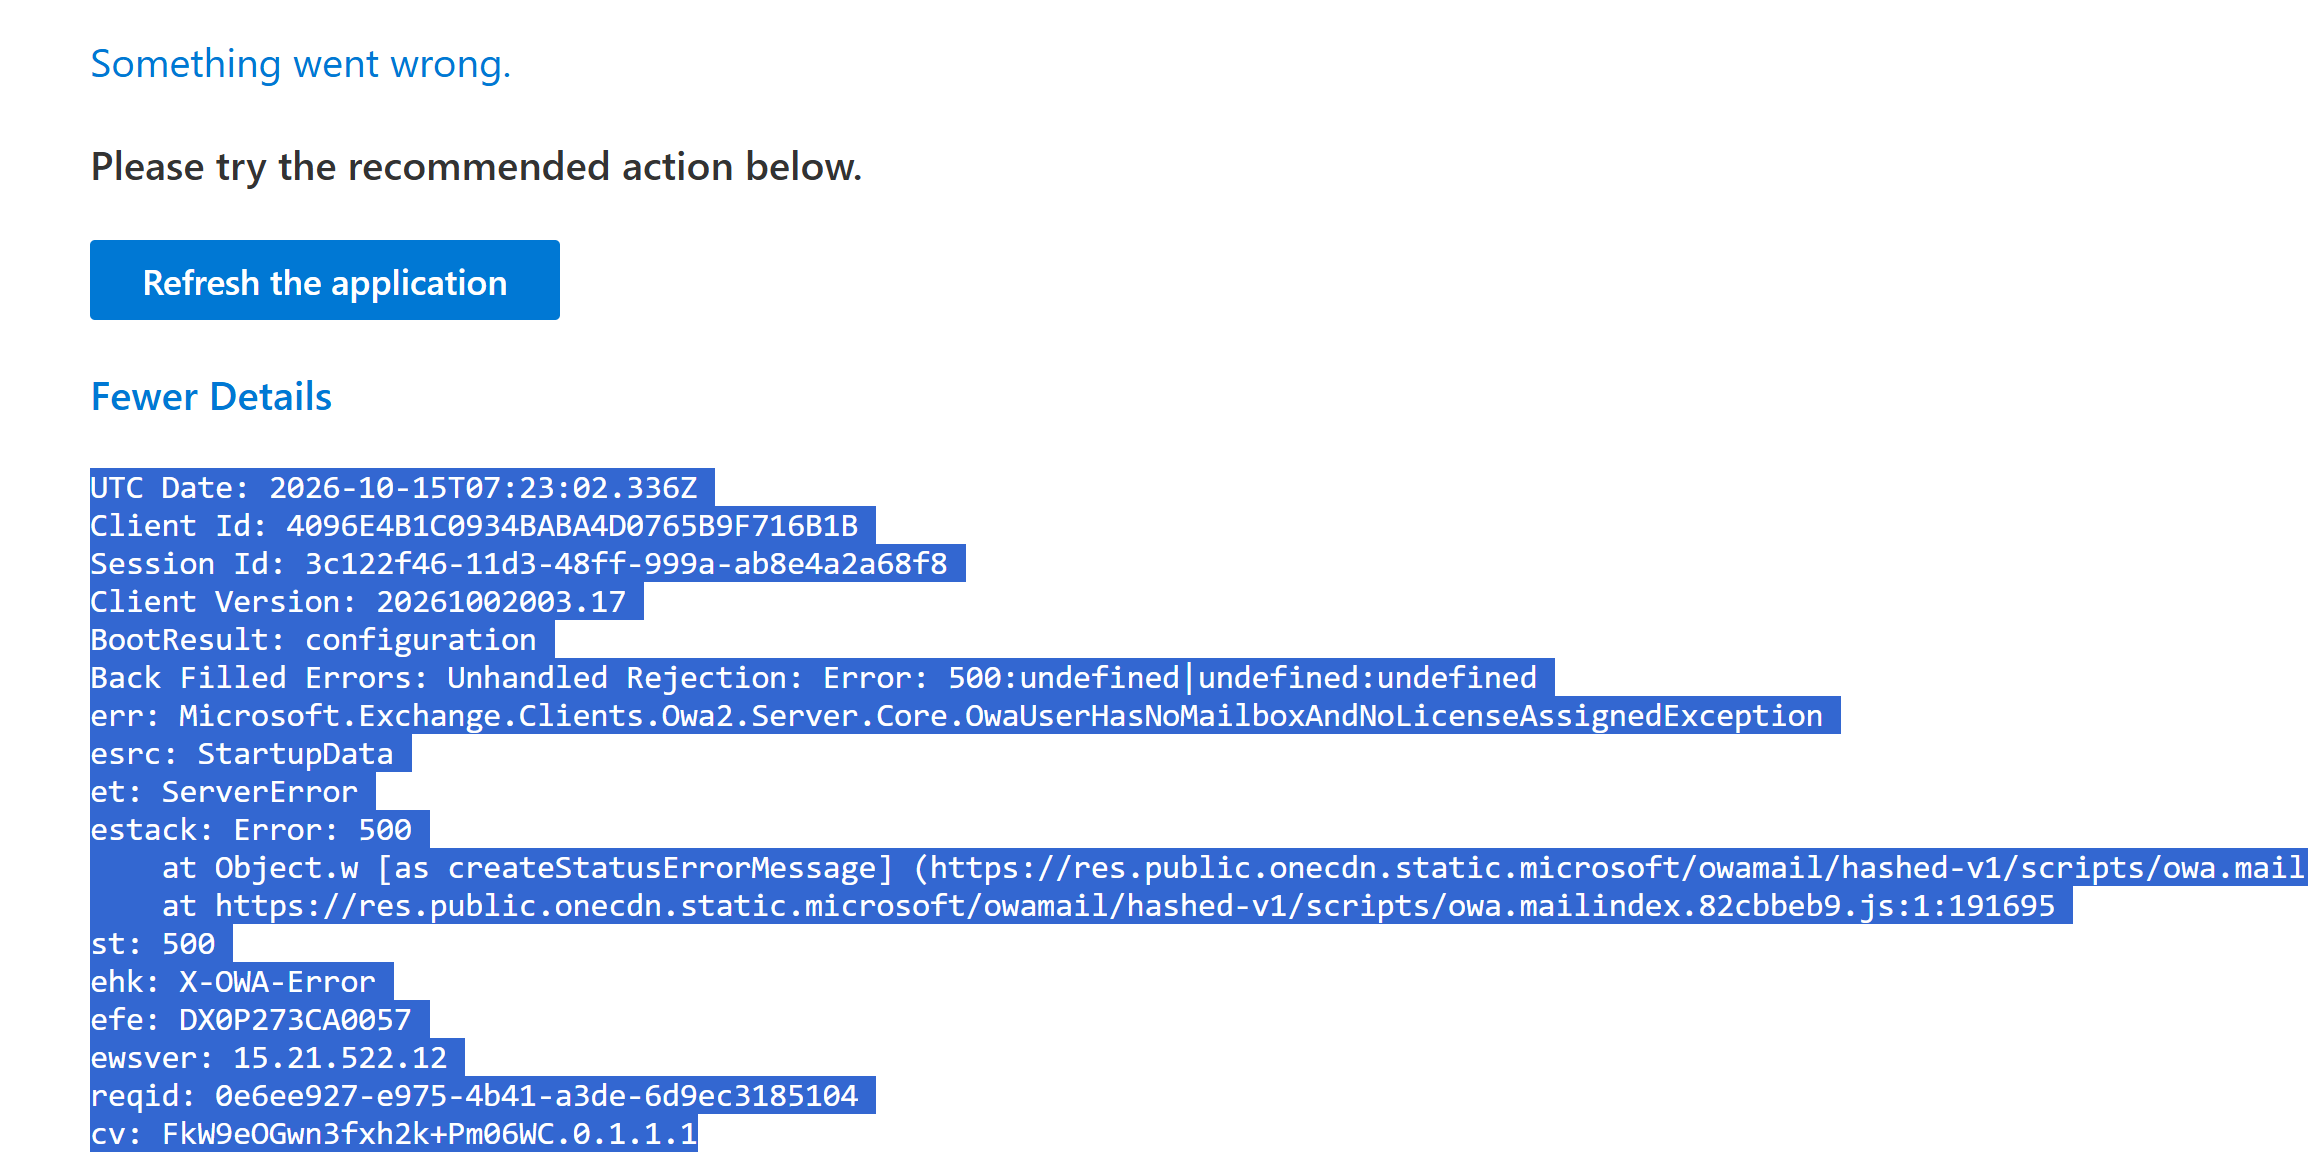 Something went wrong.
Please try the recommended action below.
Refresh the application
Fewer Details
UTC Date: 2026-10-15T07:23:02.336Z
Client Id: 4096E4B1C0934BABA4D0765B9F716B1B
Session Id: 3c122f46-11d3-48ff-999a-ab8e4a2a68f8
Client Version: 20261002003.17
BootResult: configuration
Back Filled Errors: Unhandled Rejection: Error: 500:undefined|undefined:undefined
err: Microsoft.Exchange.Clients.Owa2.Server.Core.OwaUserHasNoMailboxAndNoLicenseAssignedException
esrc: StartupData
et: ServerError
estack: Error: 500
    at Object.w [as createStatusErrorMessage] (https://res.public.onecdn.static.microsoft/owamail/hashed-v1/scripts/owa.mail
    at https://res.public.onecdn.static.microsoft/owamail/hashed-v1/scripts/owa.mailindex.82cbbeb9.js:1:191695
st: 500
ehk: X-OWA-Error
efe: DX0P273CA0057
ewsver: 15.21.522.12
reqid: 0e6ee927-e975-4b41-a3de-6d9ec3185104
cv: FkW9eOGwn3fxh2k+Pm06WC.0.1.1.1